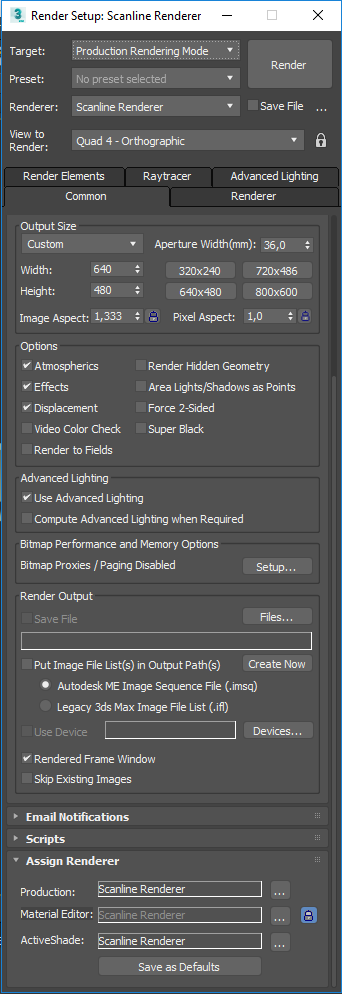 3 Render Setup: Scanline Renderer
Target: Production Rendering Mode
Render
Preset: No preset selected
Renderer: Scanline Renderer Save File ...
View to Render: Quad 4 - Orthographic
Render Elements Raytracer Advanced Lighting
Common Renderer
Output Size
Custom Aperture Width(mm): 36,0
Width: 640 320x240 720x486
Height: 480 640x480 800x600
Image Aspect: 1,333 Pixel Aspect: 1,0
Options
Atmospherics Render Hidden Geometry
Effects Area Lights/Shadows as Points
Displacement Force 2-Sided
Video Color Check Super Black
Render to Fields
Advanced Lighting
Use Advanced Lighting
Compute Advanced Lighting when Required
Bitmap Performance and Memory Options
Bitmap Proxies / Paging Disabled Setup...
Render Output
Save File Files...
Put Image File List(s) in Output Path(s) Create Now
Autodesk ME Image Sequence File (.imsq)
Legacy 3ds Max Image File List (.ifl)
Use Device Devices...
Rendered Frame Window
Skip Existing Images
Email Notifications
Scripts
Assign Renderer
Production: Scanline Renderer ...
Material Editor: Scanline Renderer ...
ActiveShade: Scanline Renderer ...
Save as Defaults